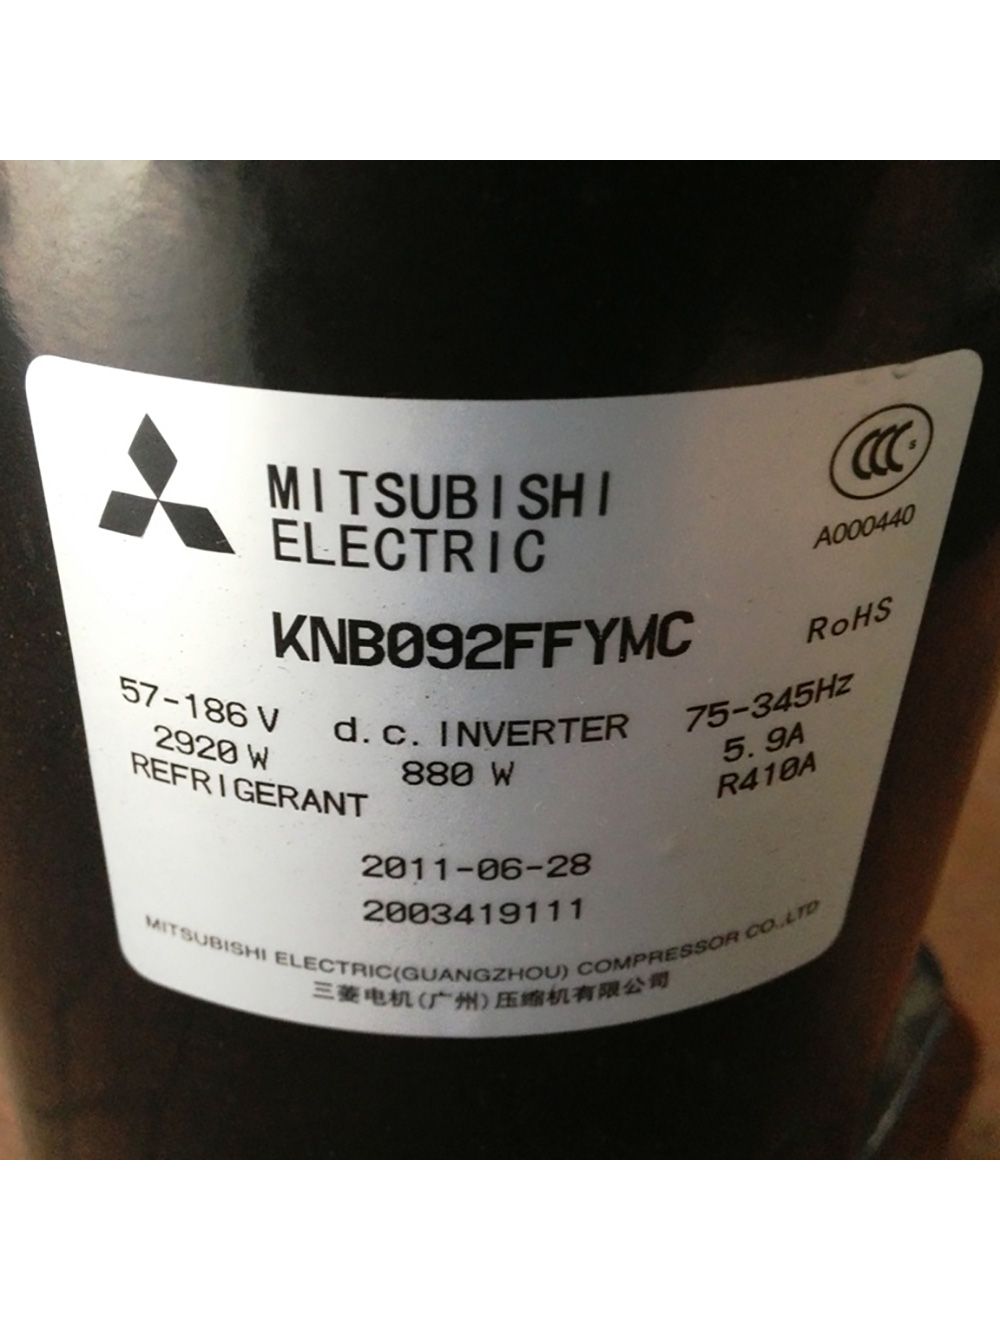 MITSUBISHI
ELECTRIC
CCC S
A000440
KNB092FFYMC
RoHS
57-186 V d.c. INVERTER 75-345Hz
2920 W 880 W 5.9A
REFRIGERANT R410A
2011-06-28
2003419111
MITSUBISHI ELECTRIC(GUANGZHOU) COMPRESSOR CO.,LTD
三菱电机(广州)压缩机有限公司